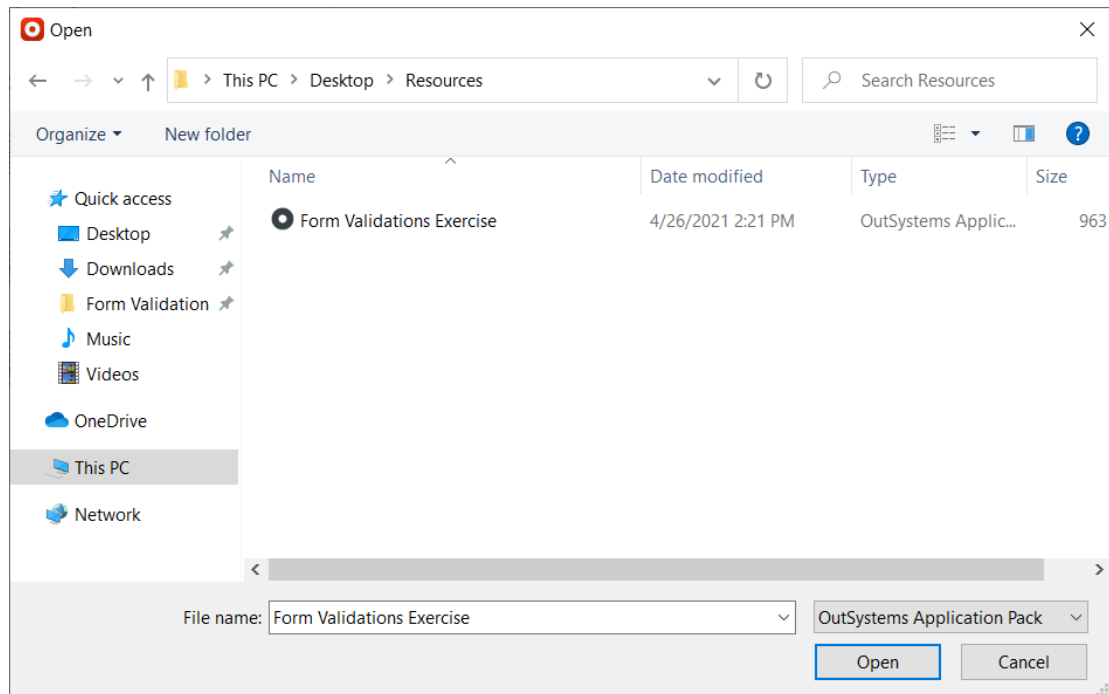 Open
This PC > Desktop > Resources
Search Resources
Organize
New folder
?
Name
Date modified
Type
Size
Quick access
Desktop
Downloads
Form Validation
Music
Videos
OneDrive
This PC
Network
Form Validations Exercise
4/26/2021 2:21 PM
OutSystems Applic...
963
File name:
Form Validations Exercise
OutSystems Application Pack
Open
Cancel